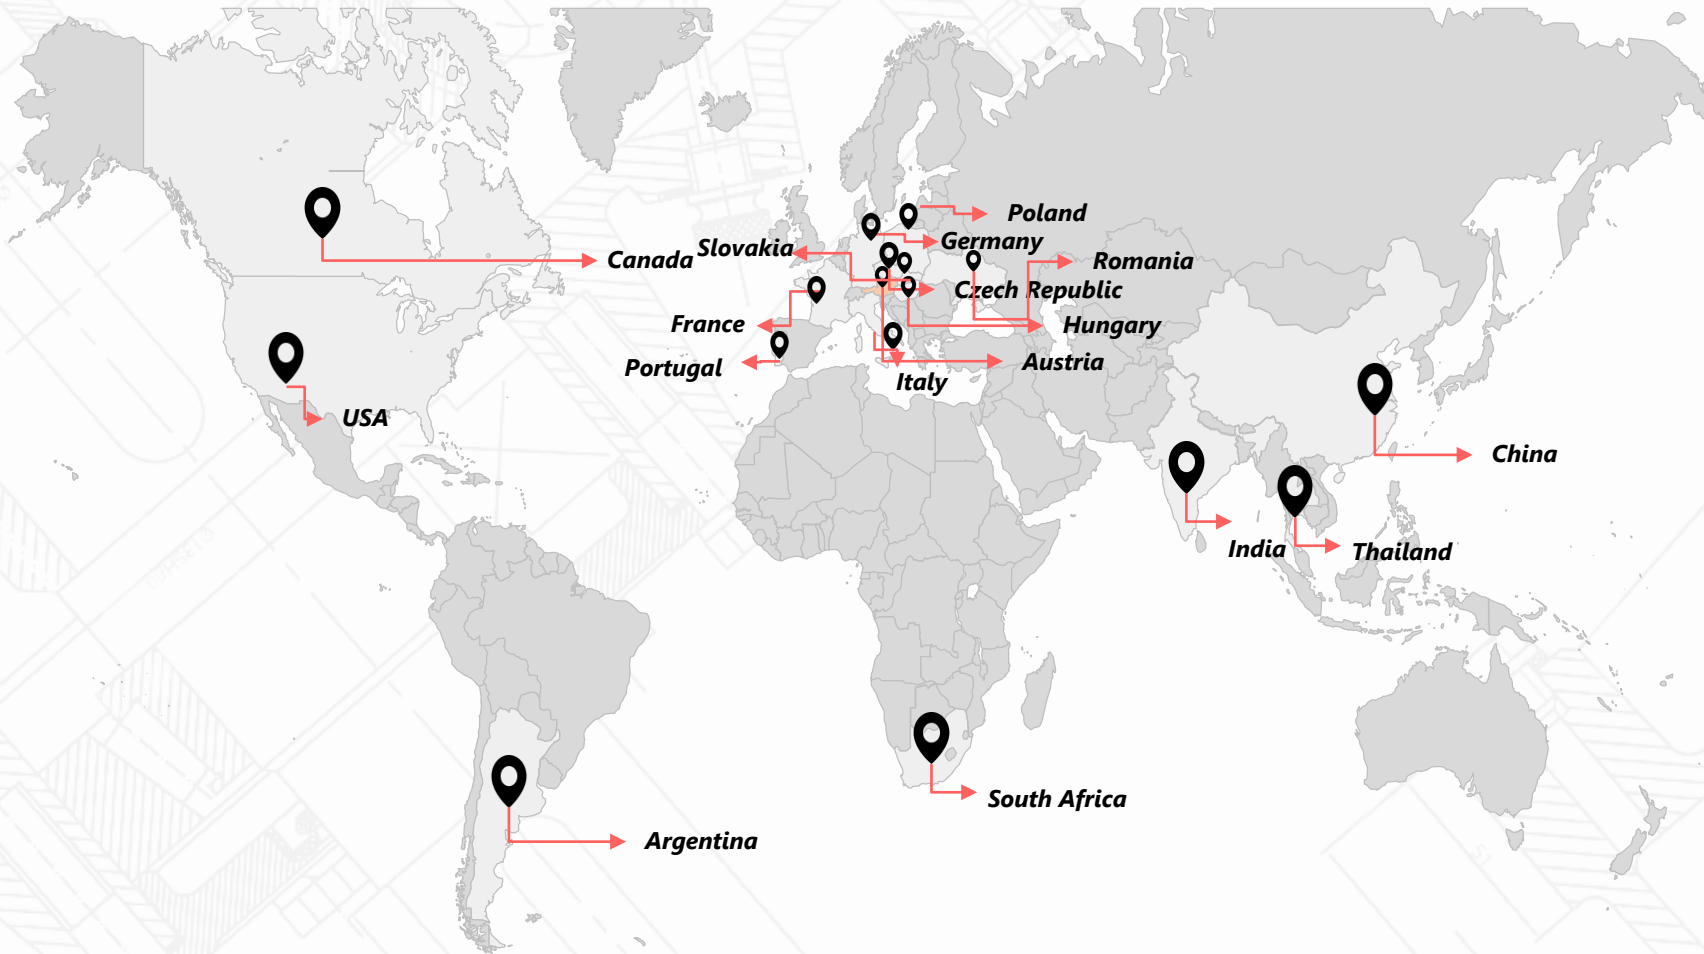 Poland
Germany
Slovakia
Canada
Romania
Czech Republic
France
Hungary
Portugal
Austria
Italy
USA
China
India
Thailand
South Africa
Argentina